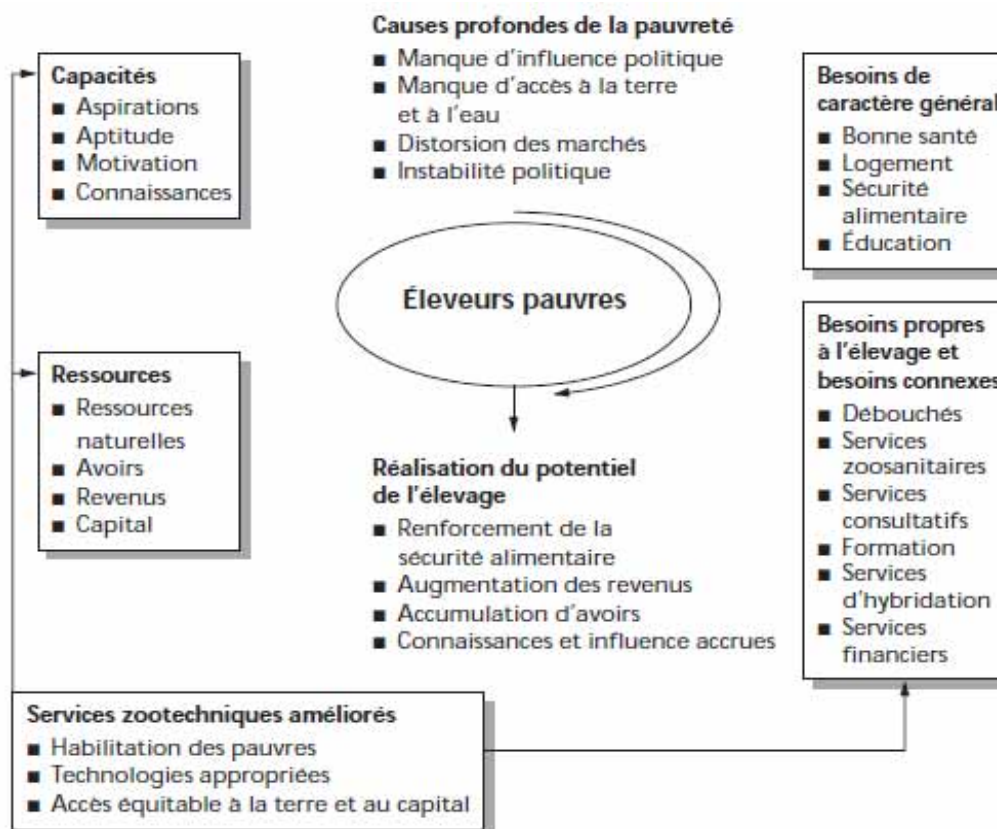 Causes profondes de la pauvreté
■ Manque d'influence politique
■ Manque d'accès à la terre
et à l'eau
■ Distorsion des marchés
■ Instabilité politique
Capacités
■ Aspirations
■ Aptitude
■ Motivation
■ Connaissances
Besoins de
caractère général
■ Bonne santé
■ Logement
■ Sécurité
alimentaire
■ Éducation
Éleveurs pauvres
Ressources
■ Ressources
naturelles
■ Avoirs
■ Revenus
■ Capital
Besoins propres
à l'élevage et
besoins connexes
■ Débouchés
■ Services
zoosanitaires
■ Services
consultatifs
■ Formation
■ Services
d'hybridation
■ Services
financiers
Réalisation du potentiel
de l'élevage
■ Renforcement de la
sécurité alimentaire
■ Augmentation des revenus
■ Accumulation d'avoirs
■ Connaissances et influence accrues
Services zootechniques améliorés
■ Habilitation des pauvres
■ Technologies appropriées
■ Accès équitable à la terre et au capital